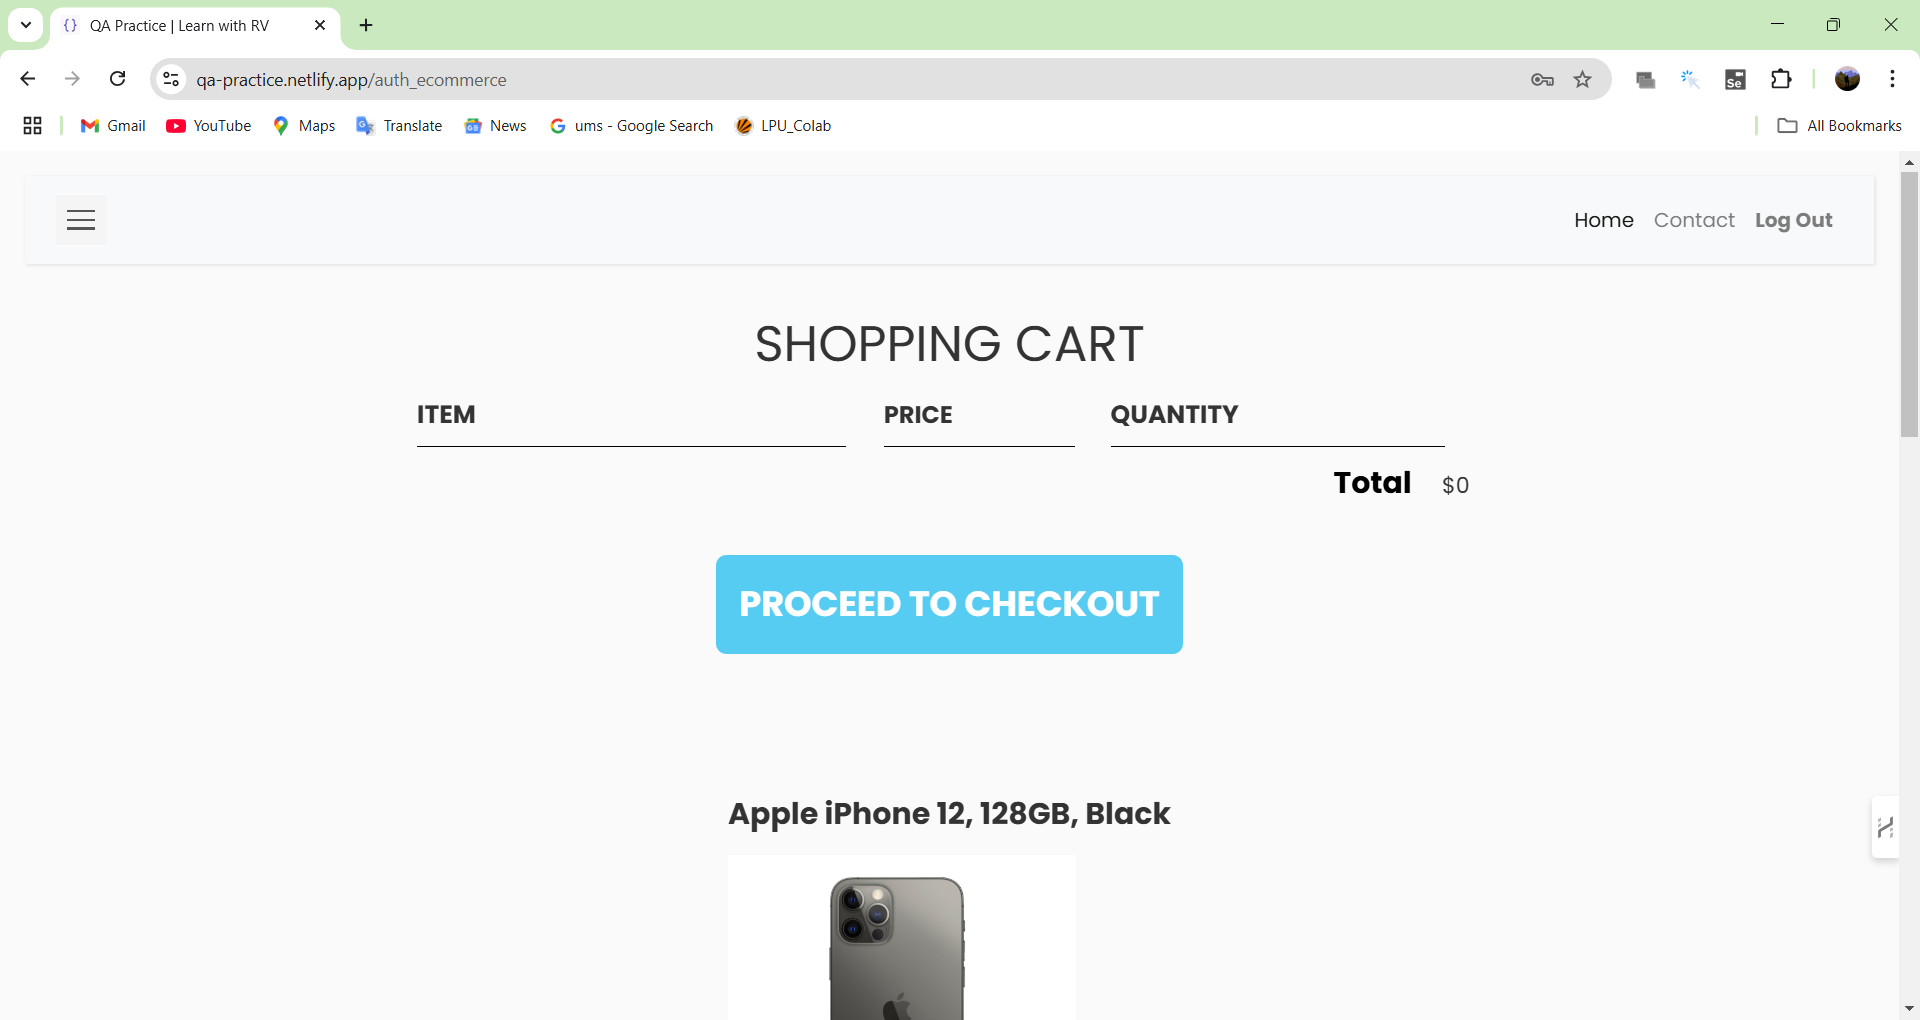 QA Practice | Learn with RV
qa-practice.netlify.app/auth_ecommerce
Se
Gmail YouTube Maps Translate News ums - Google Search LPU_Colab All Bookmarks
Home Contact Log Out
SHOPPING CART
ITEM PRICE QUANTITY
Total $0
PROCEED TO CHECKOUT
Apple iPhone 12, 128GB, Black